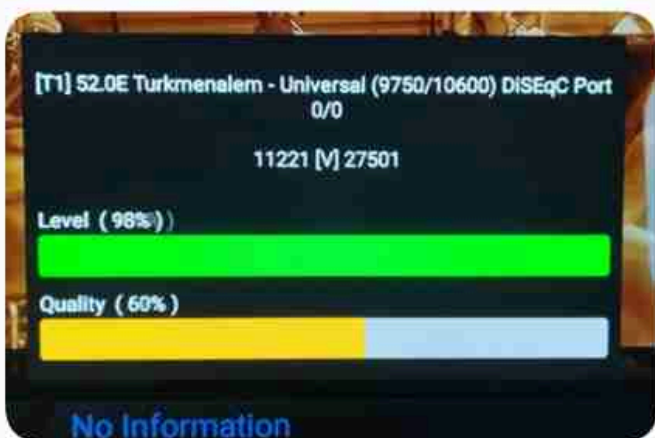 [T1] 52.0E Turkmenalem - Universal (9750/10600) DiSEqC Port
0/0
11221 [V] 27501
Level ( 98% )
Quality ( 60% )
No Information